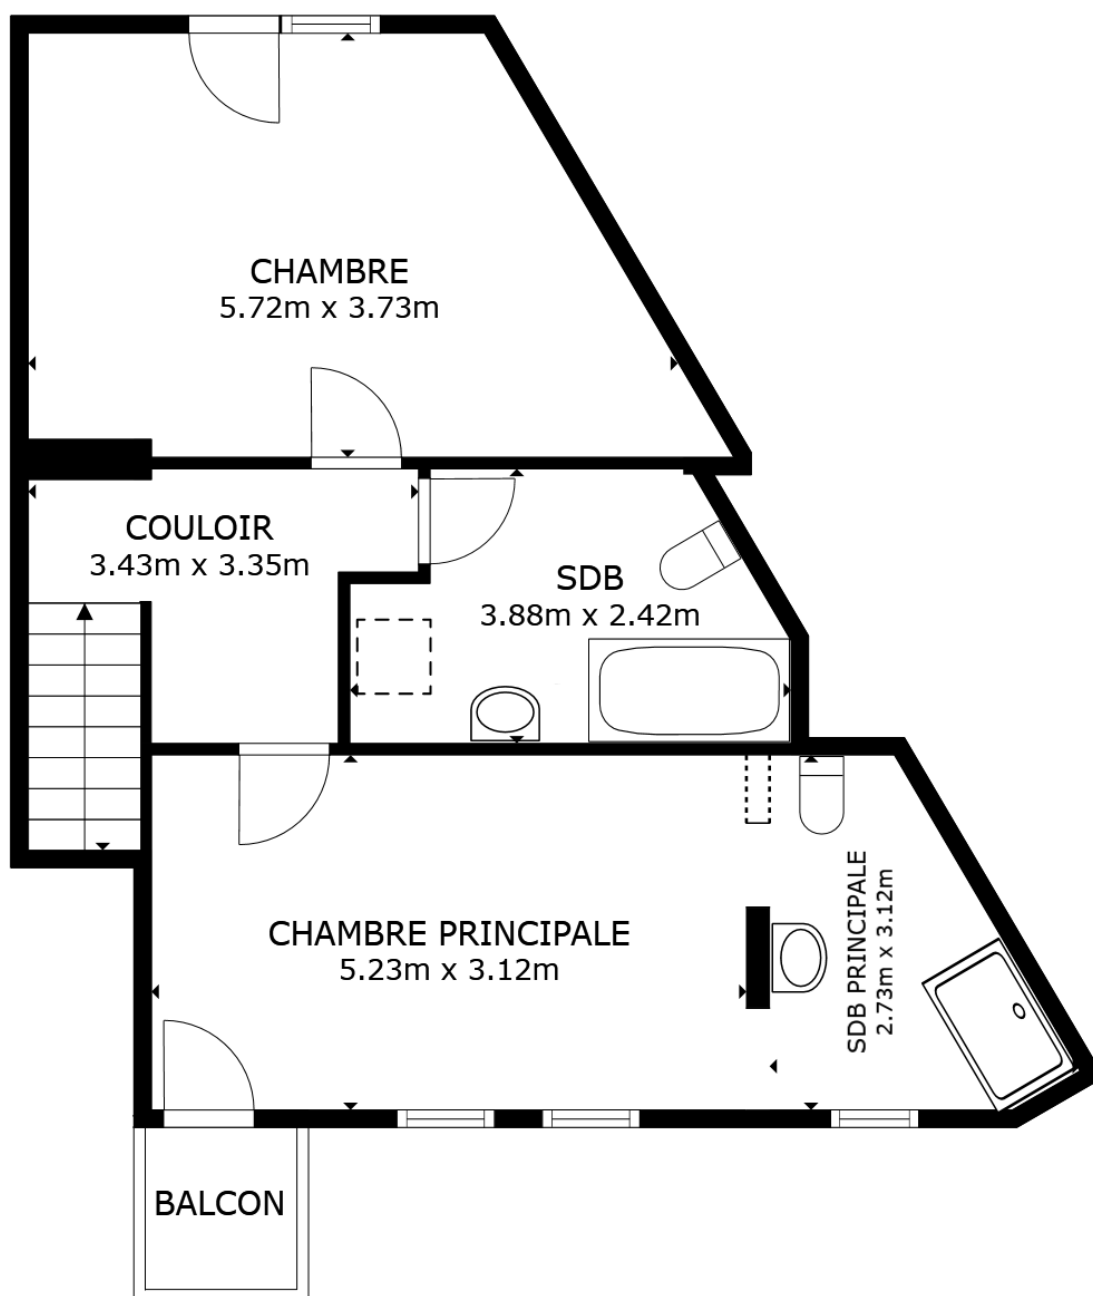 CHAMBRE
5.72m x 3.73m
COULOIR
3.43m x 3.35m
SDB
3.88m x 2.42m
CHAMBRE PRINCIPALE
5.23m x 3.12m
SDB PRINCIPALE
2.73m x 3.12m
BALCON